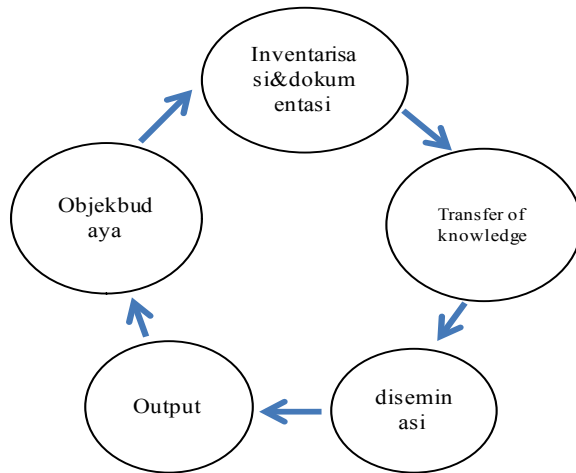 Inventarisa
si&dokum
entasi
Transfer of
knowledge
disemin
asi
Output
Objekbud
aya